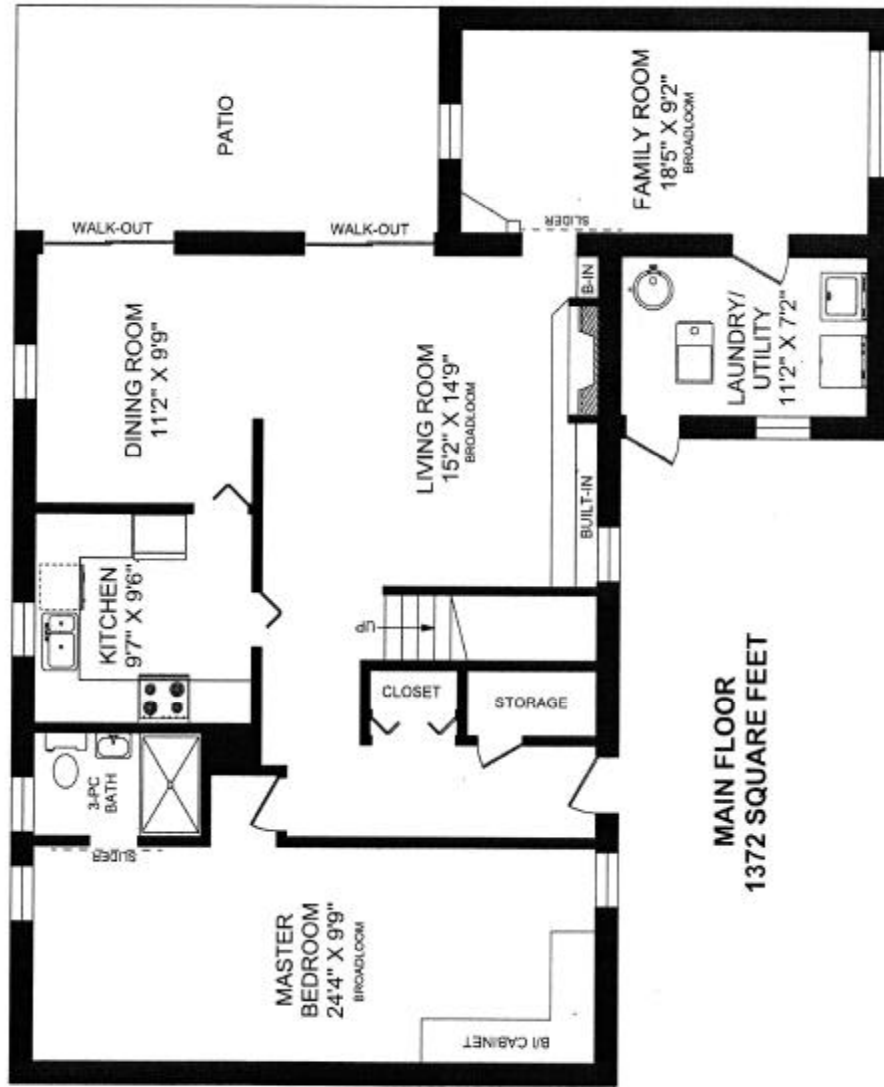 PATIO
WALK-OUT
WALK-OUT
FAMILY ROOM
18'5" X 9'2"
BROADLOOM
SLIDER
DINING ROOM
11'2" X 9'9"
LIVING ROOM
15'2" X 14'9"
BROADLOOM
B-IN
BUILT-IN
LAUNDRY/
UTILITY
11'2" X 7'2"
KITCHEN
9'7" X 9'6"
UP
CLOSET
STORAGE
3-PC
BATH
SLIDER
MASTER
BEDROOM
24'4" X 9'9"
BROADLOOM
B/I CABINET
MAIN FLOOR
1372 SQUARE FEET